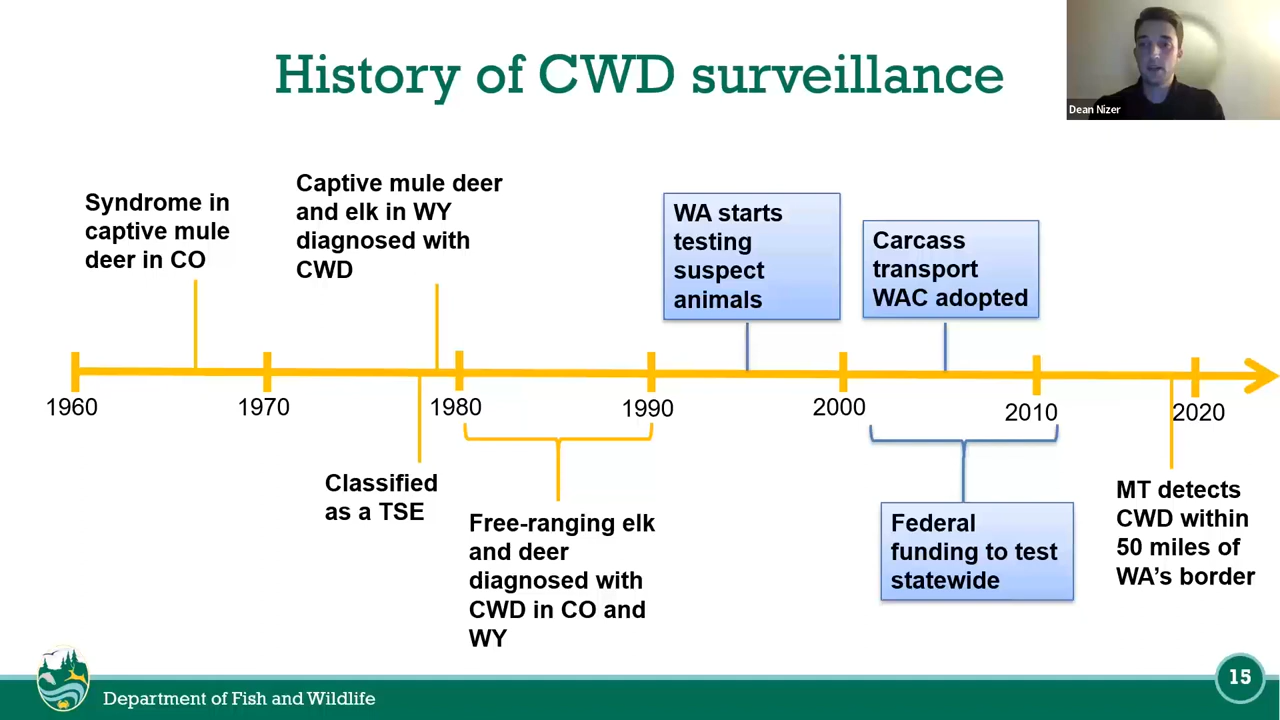 History of CWD surveillance
Dean Nizer
Syndrome in
captive mule
deer in CO
Captive mule deer
and elk in WY
diagnosed with
CWD
WA starts
testing
suspect
animals
Carcass
transport
WAC adopted
1960
1970
1980
1990
2000
2010
2020
Classified
as a TSE
Free-ranging elk
and deer
diagnosed with
CWD in CO and
WY
Federal
funding to test
statewide
MT detects
CWD within
50 miles of
WA’s border
Department of Fish and Wildlife
15